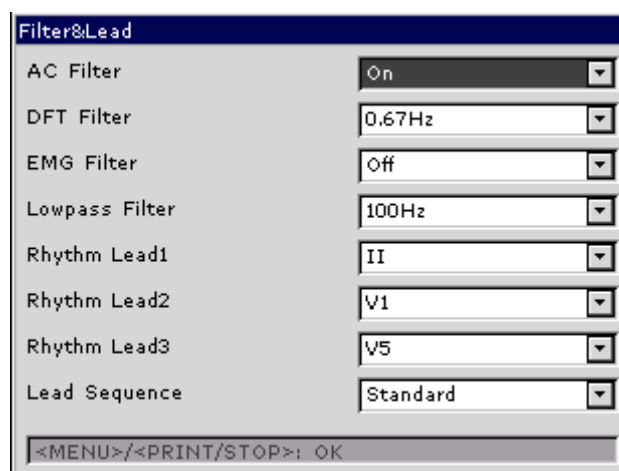 Filter&Lead
AC Filter On
DFT Filter 0.67Hz
EMG Filter Off
Lowpass Filter 100Hz
Rhythm Lead1 II
Rhythm Lead2 V1
Rhythm Lead3 V5
Lead Sequence Standard
<MENU>/<PRINT/STOP>: OK